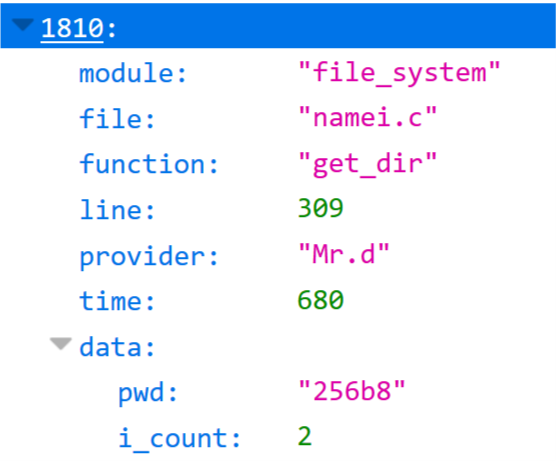 1810:
module: "file_system"
file: "namei.c"
function: "get_dir"
line: 309
provider: "Mr.d"
time: 680
data:
pwd: "256b8"
i_count: 2